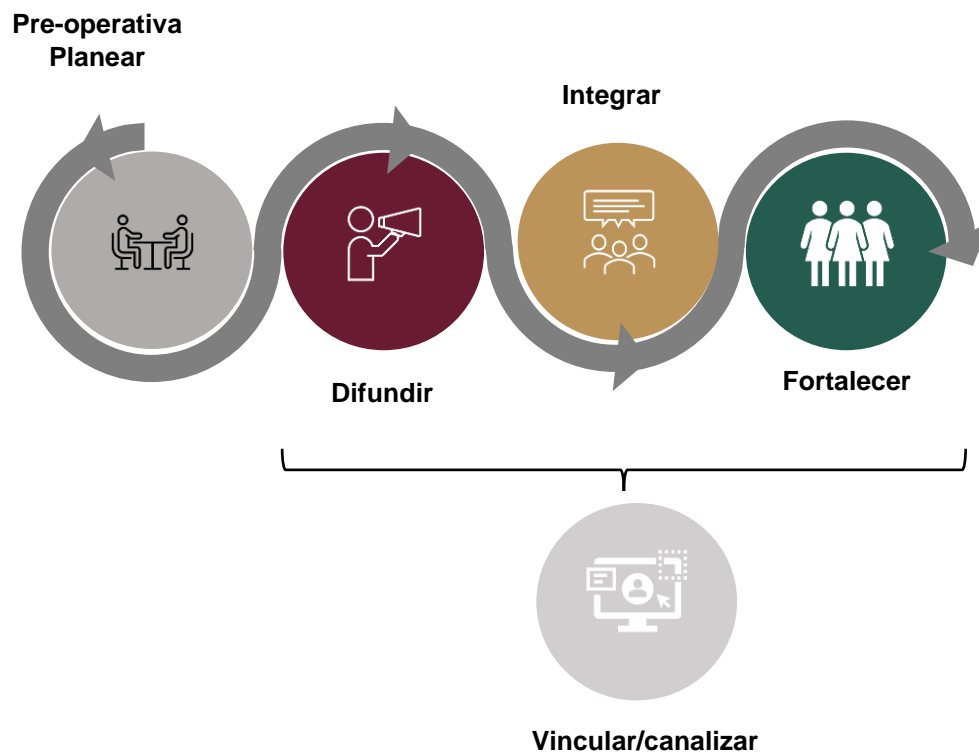 Pre-operativa
Planear
Integrar
Difundir
Fortalecer
Vincular/canalizar